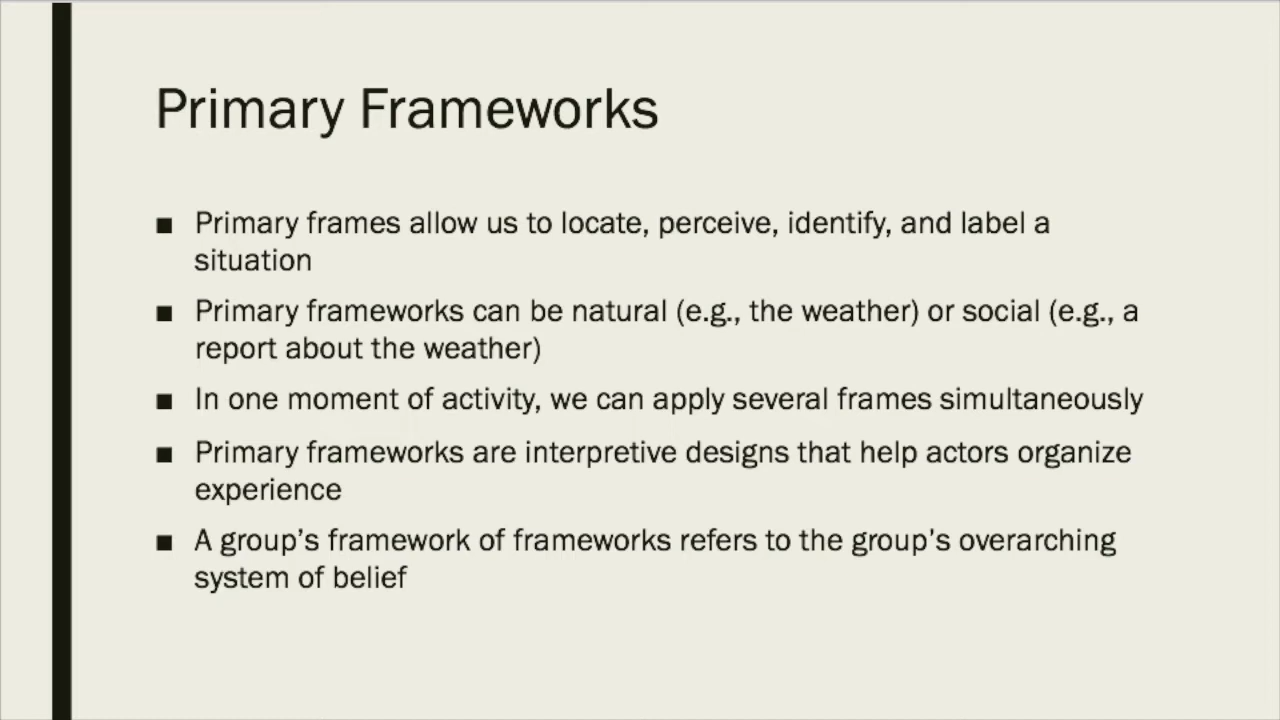 Primary Frameworks
■ Primary frames allow us to locate, perceive, identify, and label a
situation
■ Primary frameworks can be natural (e.g., the weather) or social (e.g., a
report about the weather)
■ In one moment of activity, we can apply several frames simultaneously
■ Primary frameworks are interpretive designs that help actors organize
experience
■ A group’s framework of frameworks refers to the group’s overarching
system of belief